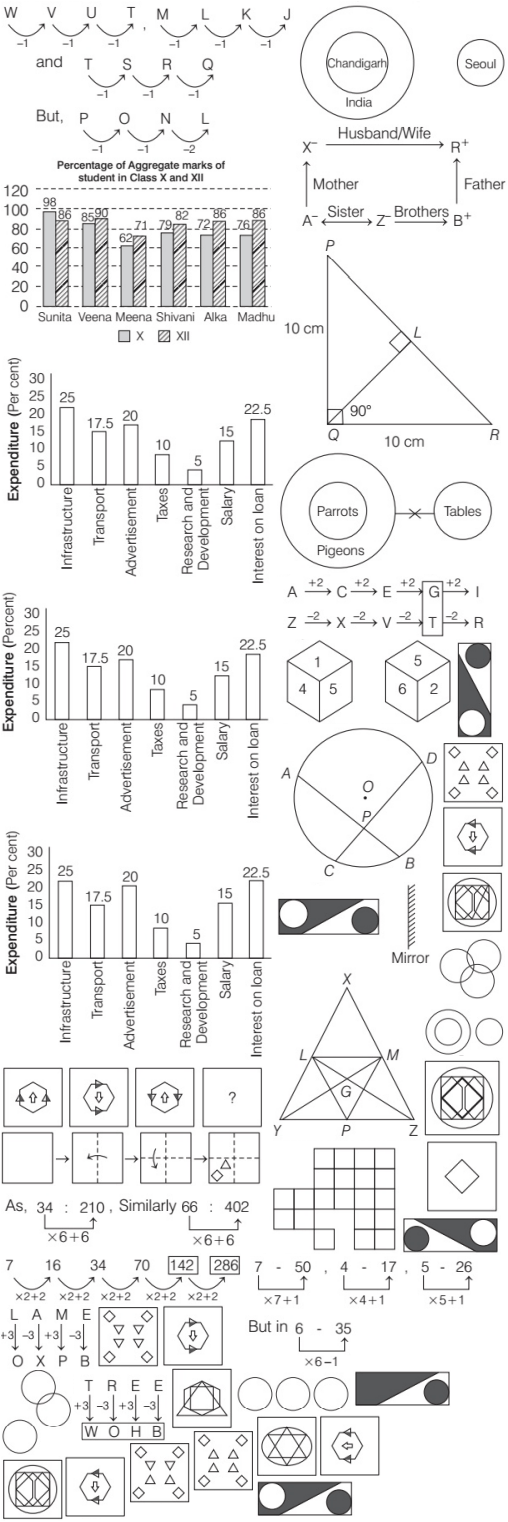 W V U T , M L K J
-1 -1 -1 -1 -1 -1
and T S R Q
-1 -1 -1
But, P O N L
-1 -1 -2
Chandigarh
India
Seoul
Husband/Wife
X– R+
Mother
Father
A– Sister Z– Brothers B+
Percentage of Aggregate marks of
student in Class X and XII
120
100
80
60
40
20
0
98 86 85 90 62 71 79 82 72 86 76 86
Sunita Veena Meena Shivani Alka Madhu
X XII
P
10 cm
L
90°
Q
10 cm
R
Expenditure (Per cent)
30
25
20
15
10
5
0
25 17.5 20 10 5 15 22.5
Infrastructure
Transport
Advertisement
Taxes
Research and
Development
Salary
Interest on loan
Parrots
Pigeons
Tables
A +2 C +2 E +2 G +2 I
Z –2 X –2 V –2 T –2 R
Expenditure (Percent)
30
25
20
15
10
5
0
25 17.5 20 10 5 15 22.5
Infrastructure
Transport
Advertisement
Taxes
Research and
Development
Salary
Interest on loan
1
4 5
5
6 2
A
D
O
P
C
B
Expenditure (Per cent)
30
25
20
15
10
5
0
25 17.5 20 10 5 15 22.5
Infrastructure
Transport
Advertisement
Taxes
Research and
Development
Salary
Interest on loan
Mirror
X
L
M
G
Y
P
Z
?
As, 34 : 210 , Similarly 66 : 402
×6+6
×6+6
7 16 34 70 142 286
×2+2 ×2+2 ×2+2 ×2+2 ×2+2
7 - 50 , 4 - 17 , 5 - 26
×7+1 ×4+1 ×5+1
But in 6 - 35
×6–1
L A M E
+3 –3 +3 –3
O X P B
T R E E
+3 –3 +3 –3
W O H B